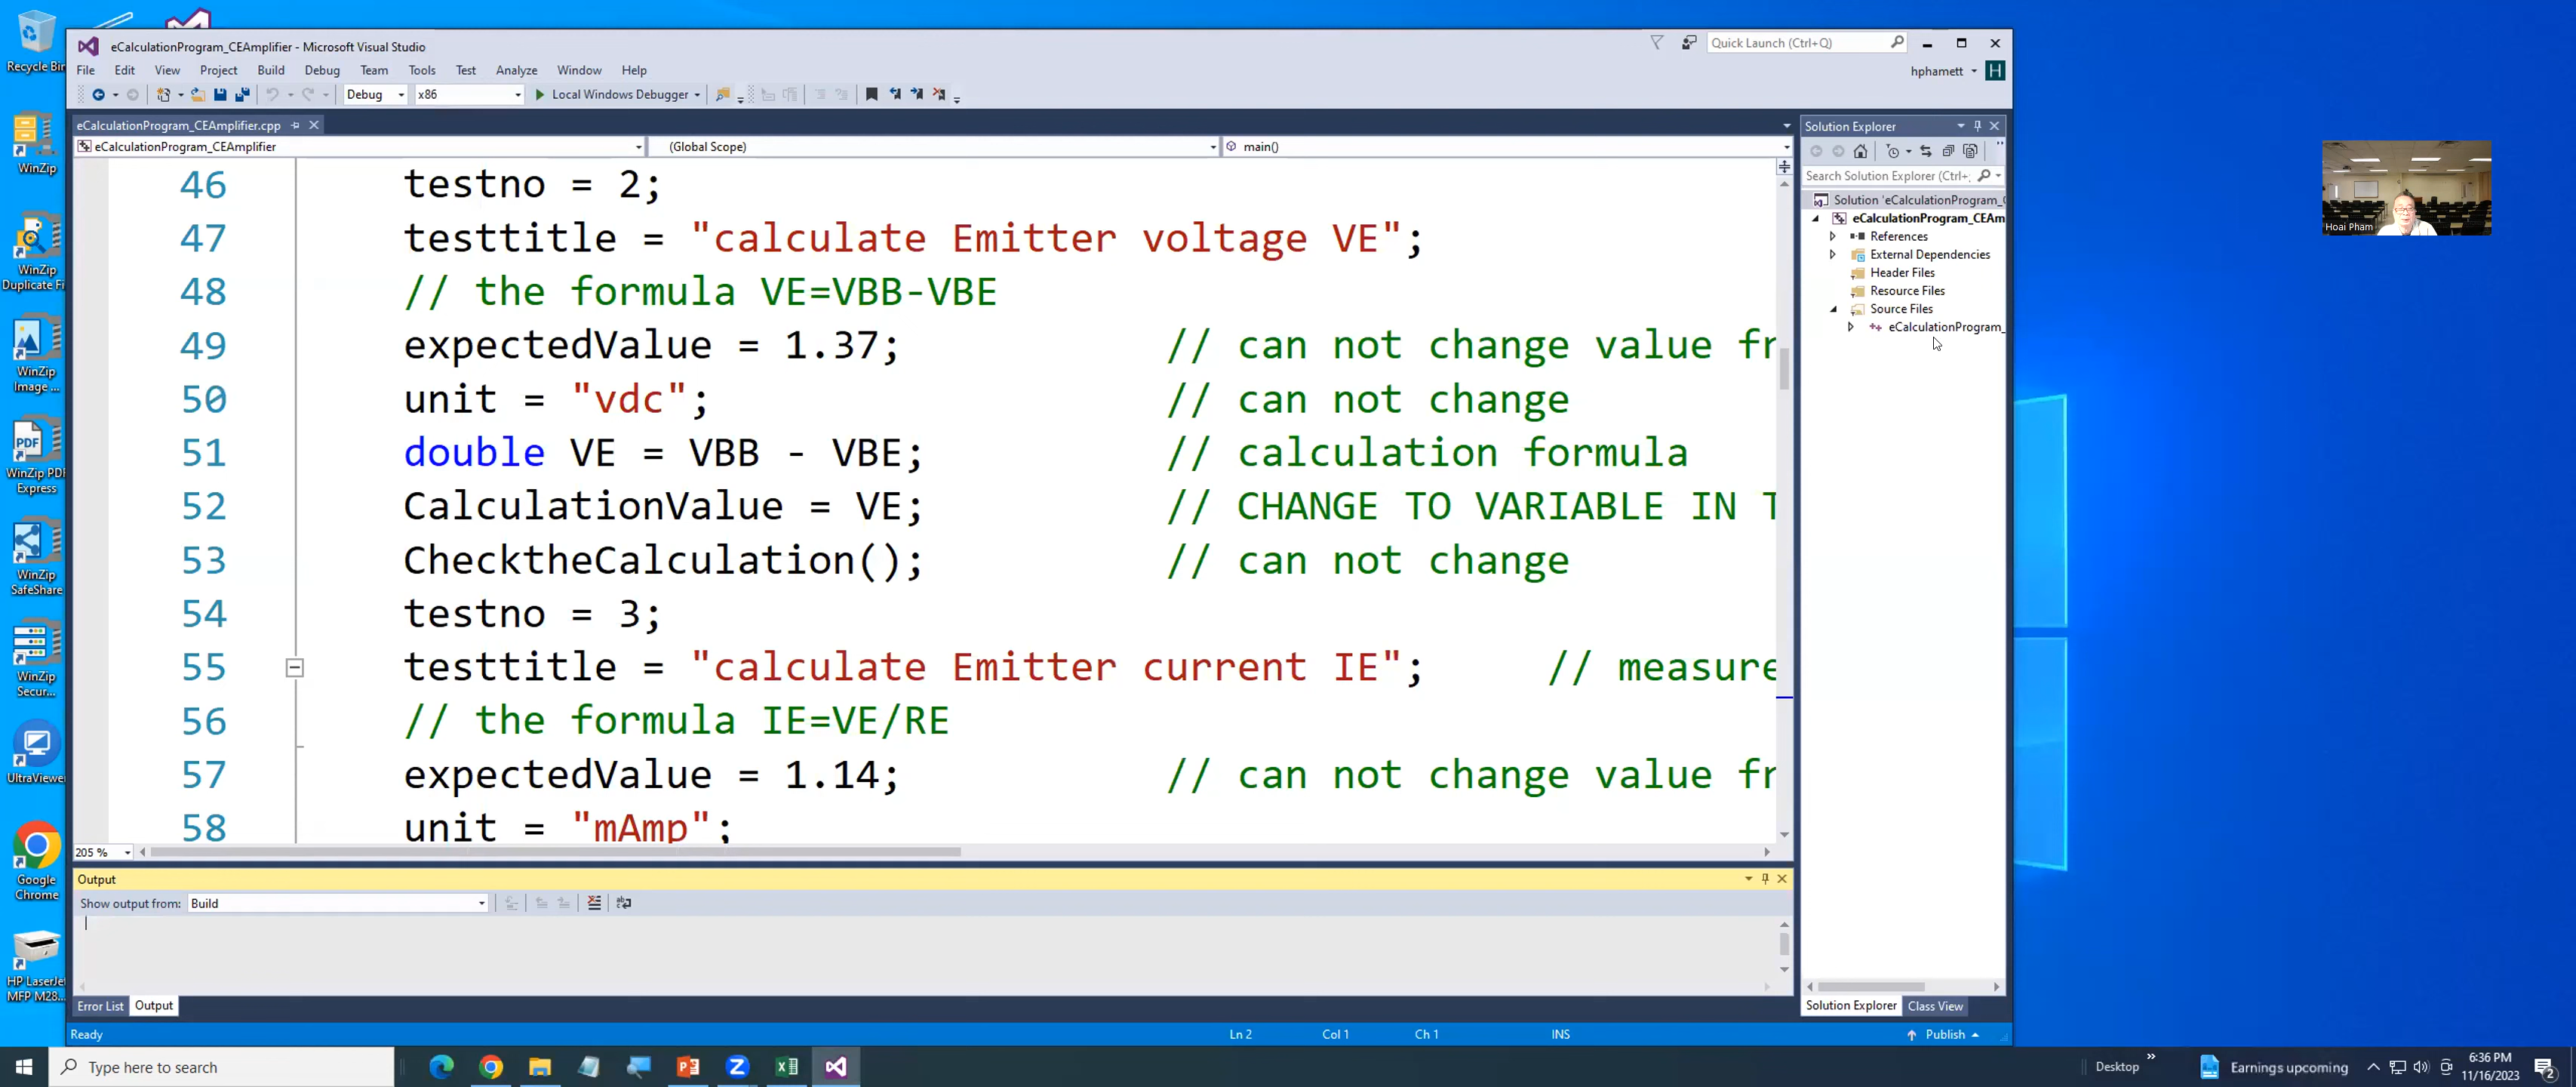 Recycle Bin
WinZip
WinZip
Duplicate Fi
WinZip
Image ...
PDF
WinZip PDF
Express
WinZip
SafeShare
WinZip
Secur...
UltraViewer
Google
Chrome
HP LaserJet
MFP M28...
eCalculationProgram_CEAmplifier - Microsoft Visual Studio
Quick Launch (Ctrl+Q)
File Edit View Project Build Debug Team Tools Test Analyze Window Help
hphamett H
Debug x86 Local Windows Debugger
eCalculationProgram_CEAmplifier.cpp
eCalculationProgram_CEAmplifier (Global Scope) main()
46 testno = 2;
47 testtitle = "calculate Emitter voltage VE";
48 // the formula VE=VBB-VBE
49 expectedValue = 1.37; // can not change value fr
50 unit = "vdc"; // can not change
51 double VE = VBB - VBE; // calculation formula
52 CalculationValue = VE; // CHANGE TO VARIABLE IN T
53 ChecktheCalculation(); // can not change
54 testno = 3;
55 testtitle = "calculate Emitter current IE"; // measure
56 // the formula IE=VE/RE
57 expectedValue = 1.14; // can not change value fr
58 unit = "mAmp";
205 %
Output
Show output from: Build
Error List Output
Ready Ln 2 Col 1 Ch 1 INS Publish
Solution Explorer
Search Solution Explorer (Ctrl+;
Solution 'eCalculationProgram_C
eCalculationProgram_CEAm
References
External Dependencies
Header Files
Resource Files
Source Files
eCalculationProgram_
Solution Explorer Class View
Hoai Pham
Type here to search
Desktop
Earnings upcoming
6:36 PM
11/16/2023
2